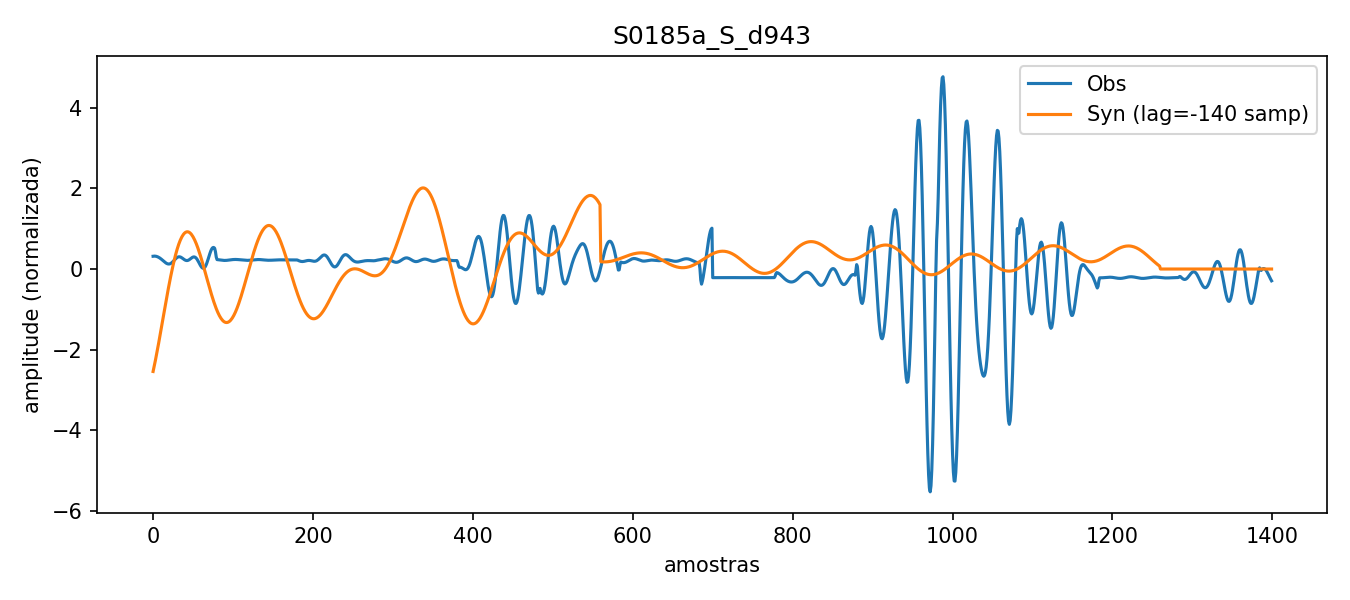 S0185a_S_d943
Obs
Syn (lag=-140 samp)
amplitude (normalizada)
4
2
0
−2
−4
−6
0 200 400 600 800 1000 1200 1400
amostras